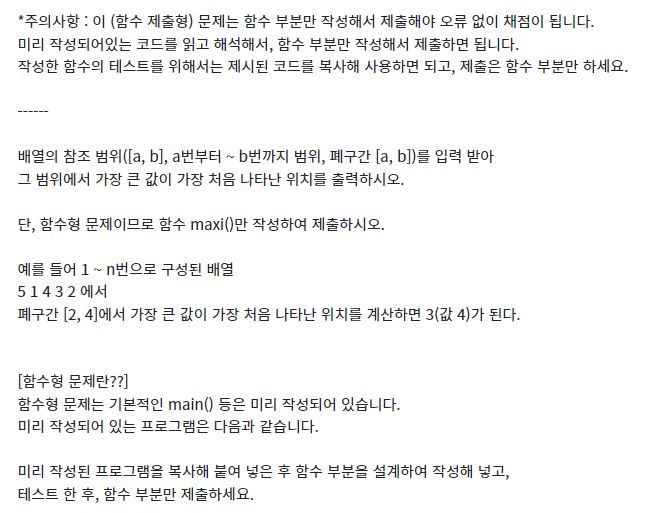 *주의사항 : 이 (함수 제출형) 문제는 함수 부분만 작성해서 제출해야 오류 없이 채점이 됩니다.
미리 작성되어있는 코드를 읽고 해석해서, 함수 부분만 작성해서 제출하면 됩니다.
작성한 함수의 테스트를 위해서는 제시된 코드를 복사해 사용하면 되고, 제출은 함수 부분만 하세요.
------
배열의 참조 범위([a, b], a번부터 ~ b번까지 범위, 폐구간 [a, b])를 입력 받아
그 범위에서 가장 큰 값이 가장 처음 나타난 위치를 출력하시오.
단, 함수형 문제이므로 함수 maxi()만 작성하여 제출하시오.
예를 들어 1 ~ n번으로 구성된 배열
5 1 4 3 2 에서
폐구간 [2, 4]에서 가장 큰 값이 가장 처음 나타난 위치를 계산하면 3(값 4)가 된다.
[함수형 문제란??]
함수형 문제는 기본적인 main() 등은 미리 작성되어 있습니다.
미리 작성되어 있는 프로그램은 다음과 같습니다.
미리 작성된 프로그램을 복사해 붙여 넣은 후 함수 부분을 설계하여 작성해 넣고,
테스트 한 후, 함수 부분만 제출하세요.